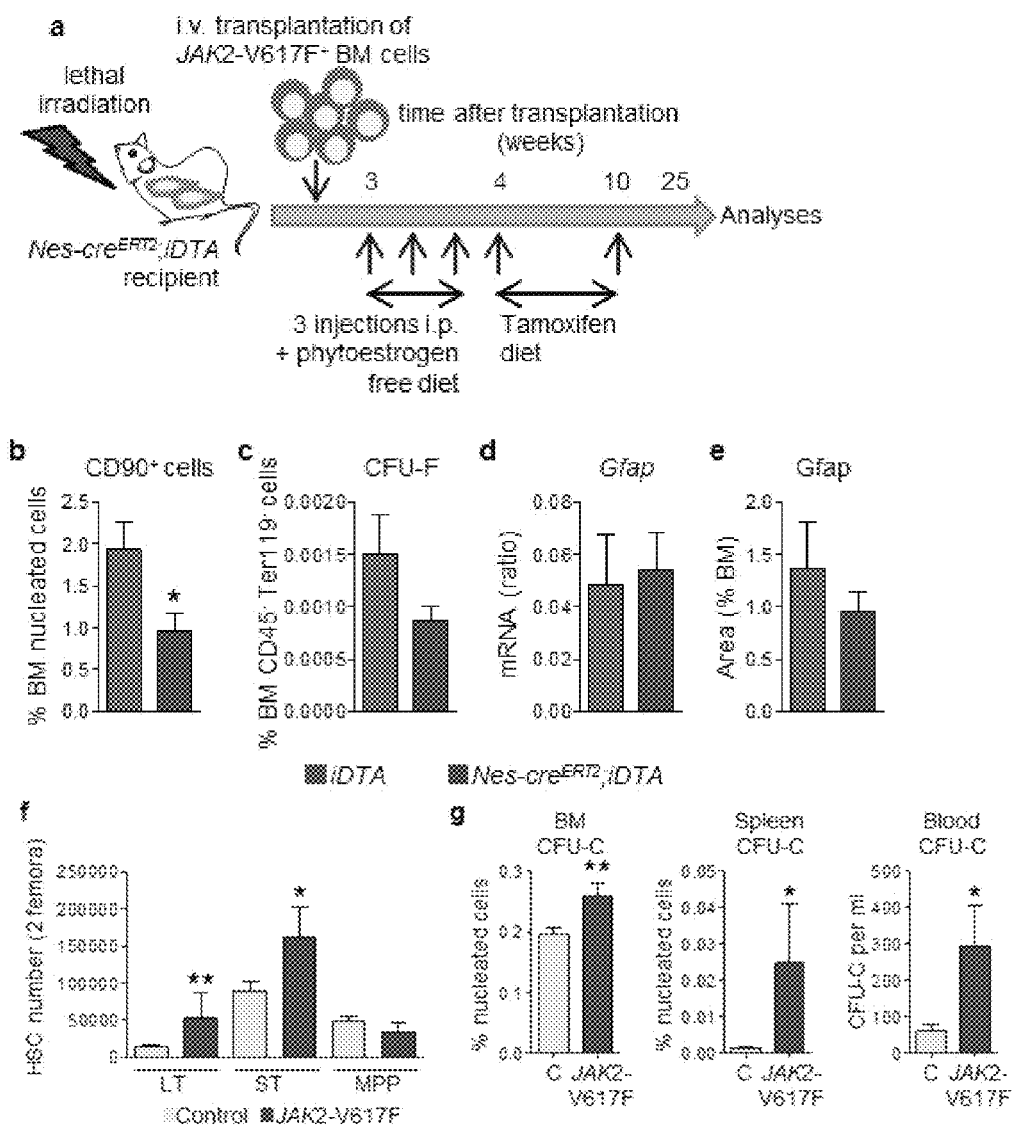 a
i.v. transplantation of
JAK2-V617F⁺ BM cells
lethal
irradiation
time after transplantation
(weeks)
3 4 10 25
Analyses
Nes-creERT2;iDTA
recipient
3 injections i.p.
+ phytoestrogen
free diet
Tamoxifen
diet
b
CD90⁺ cells
% BM nucleated cells
2.5
2.0
1.5
1.0
0.5
0.0
*
c
CFU-F
% BM CD45⁻ Ter119⁻ cells
0.0020
0.0015
0.0010
0.0005
0.0000
d
Gfap
mRNA (ratio)
0.08
0.06
0.04
0.02
0.00
e
Gfap
Area (% BM)
2.0
1.5
1.0
0.5
0.0
iDTA
Nes-creERT2;iDTA
f
HSC number (2 femora)
250000
200000
150000
100000
50000
0
**
*
LT ST MPP
Control JAK2-V617F
g
BM
CFU-C
% nucleated cells
0.3
0.2
0.1
0.0
**
C JAK2-
V617F
Spleen
CFU-C
% nucleated cells
0.05
0.04
0.03
0.02
0.01
0.00
*
C JAK2-
V617F
Blood
CFU-C
CFU-C per ml
500
400
300
200
100
0
*
C JAK2-
V617F